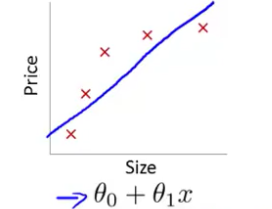 Price
Size
→ θ₀ + θ₁x